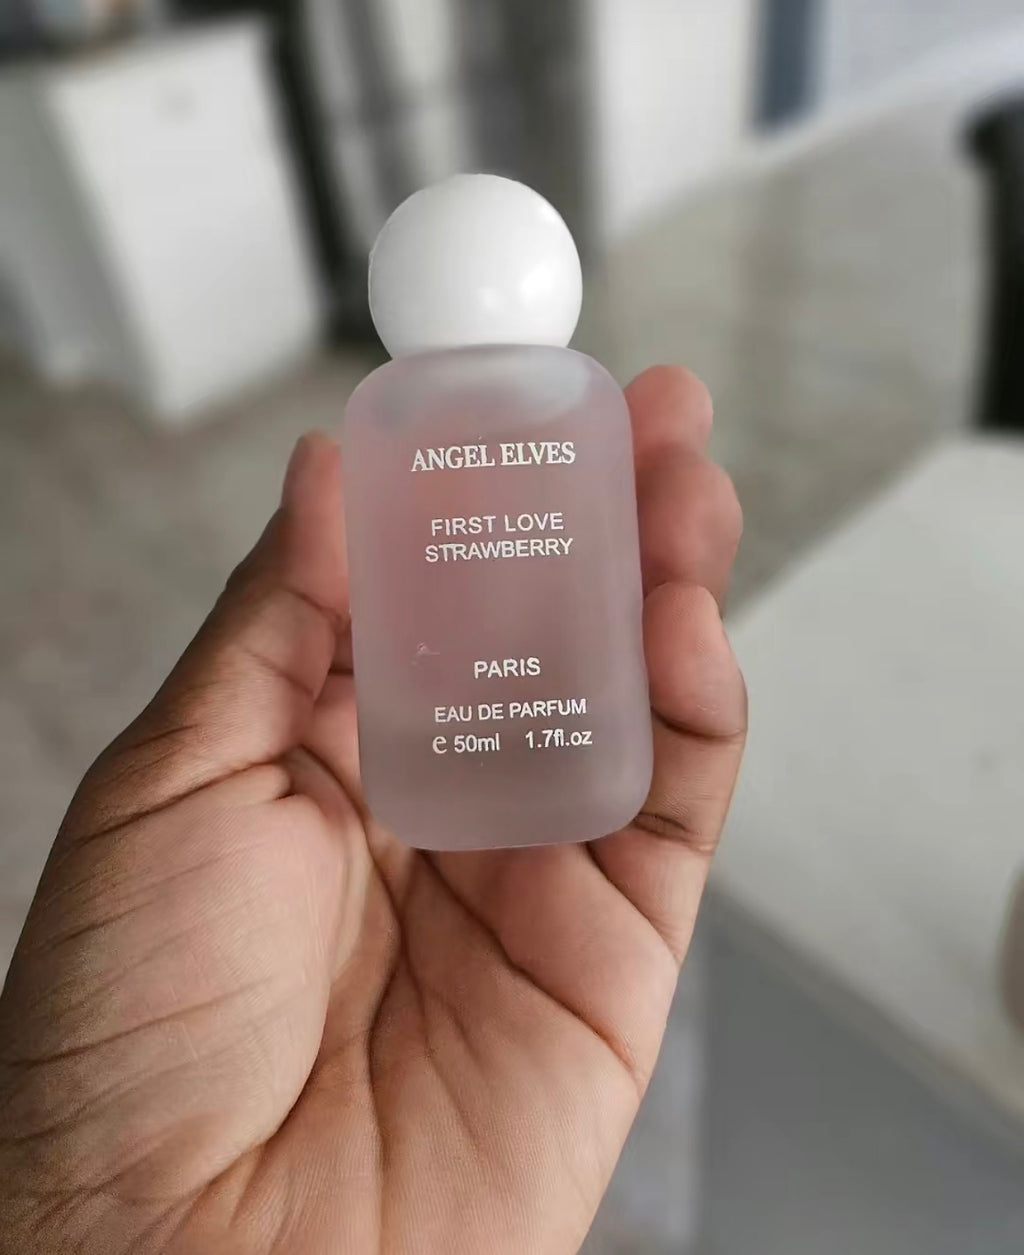 ANGEL ELVES
FIRST LOVE
STRAWBERRY
PARIS
EAU DE PARFUM
e 50ml 1.7fl.oz